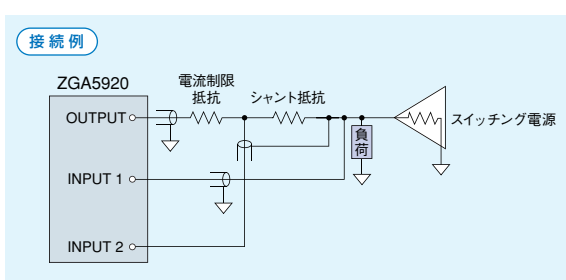 接続例
ZGA5920
電流制限
抵抗
シャント抵抗
OUTPUT
スイッチング電源
負
荷
INPUT 1
INPUT 2